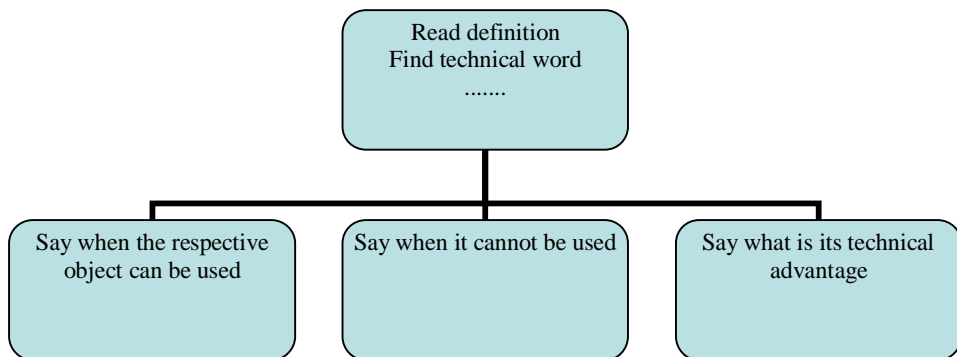 Read definition
Find technical word
.......
Say when the respective
object can be used
Say when it cannot be used
Say what is its technical
advantage